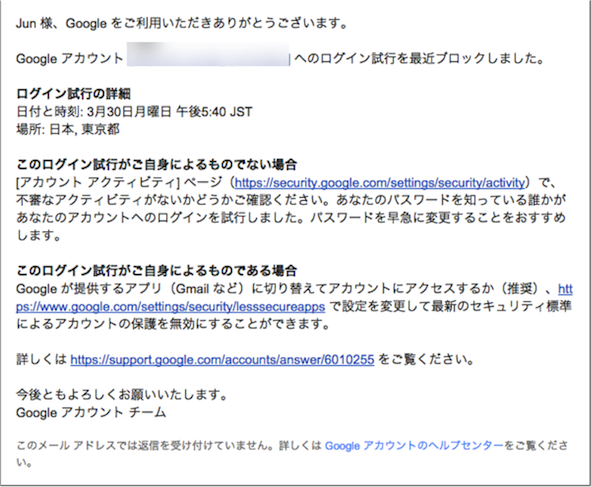 Jun 様、Google をご利用いただきありがとうございます。
Google アカウント へのログイン試行を最近ブロックしました。
ログイン試行の詳細
日付と時刻: 3月30日月曜日 午後5:40 JST
場所: 日本, 東京都
このログイン試行がご自身によるものでない場合
[アカウント アクティビティ] ページ（https://security.google.com/settings/security/activity）で、
不審なアクティビティがないかどうかご確認ください。あなたのパスワードを知っている誰かが
あなたのアカウントへのログインを試行しました。パスワードを早急に変更することをおすすめ
します。
このログイン試行がご自身によるものである場合
Google が提供するアプリ（Gmail など）に切り替えてアカウントにアクセスするか（推奨）、htt
ps://www.google.com/settings/security/lesssecureapps で設定を変更して最新のセキュリティ標準
によるアカウントの保護を無効にすることができます。
詳しくは https://support.google.com/accounts/answer/6010255 をご覧ください。
今後ともよろしくお願いいたします。
Google アカウント チーム
このメール アドレスでは返信を受け付けていません。詳しくは Google アカウントのヘルプセンターをご覧くださ
い。